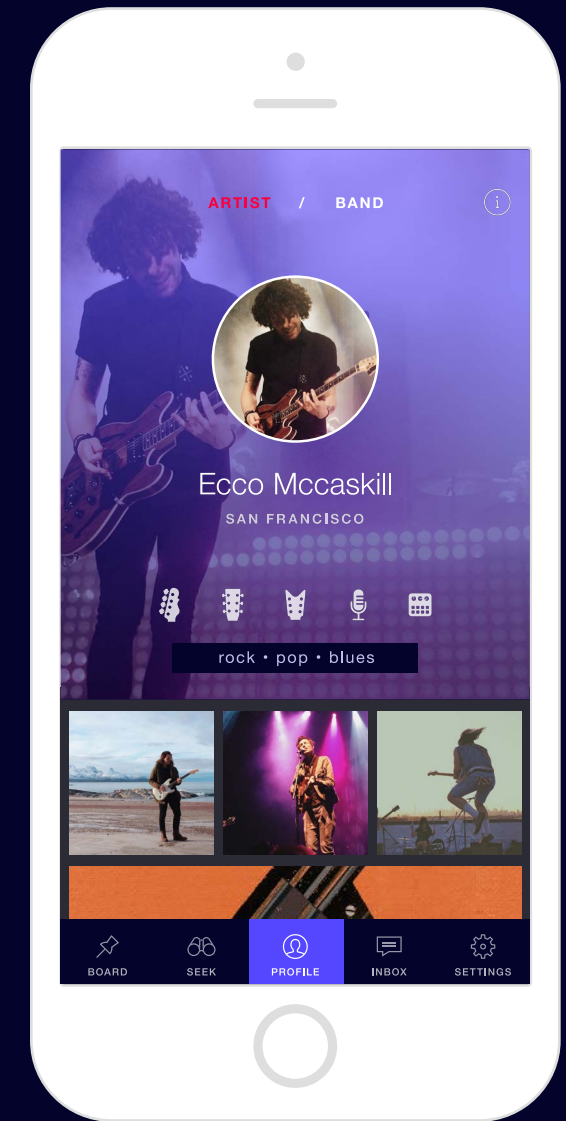 ARTIST / BAND
i
Ecco Mccaskill
SAN FRANCISCO
rock • pop • blues
BOARD SEEK PROFILE INBOX SETTINGS